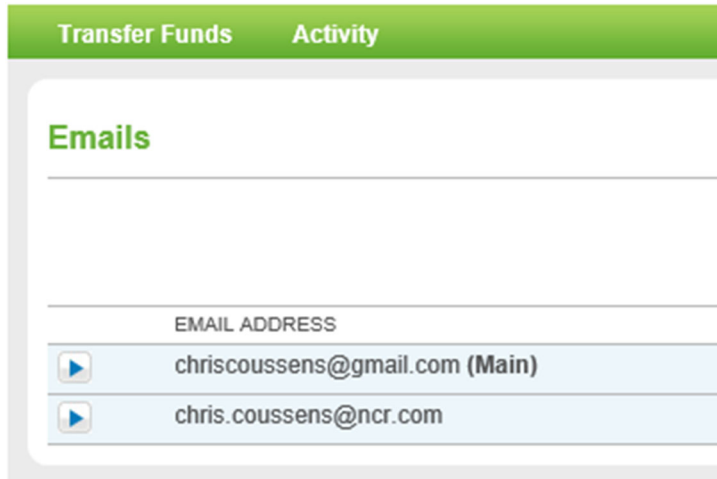 Transfer Funds Activity
Emails
EMAIL ADDRESS
chriscoussens@gmail.com (Main)
chris.coussens@ncr.com